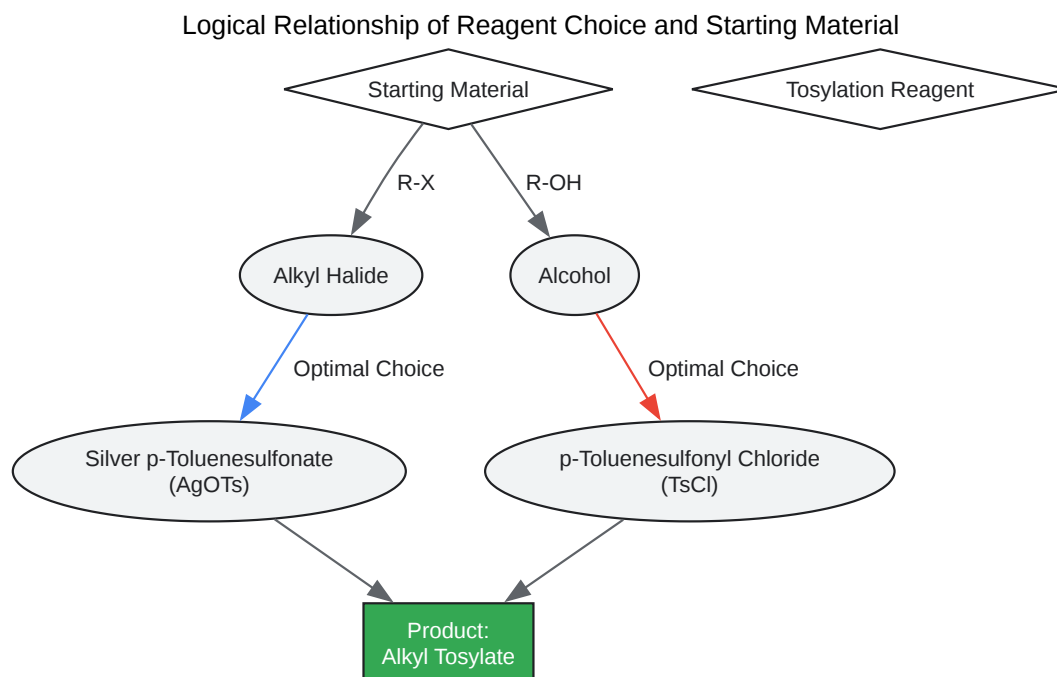 Logical Relationship of Reagent Choice and Starting Material
Starting Material
Tosylation Reagent
R-X
R-OH
Alkyl Halide
Alcohol
Optimal Choice
Optimal Choice
Silver p-Toluenesulfonate
(AgOTs)
p-Toluenesulfonyl Chloride
(TsCl)
Product:
Alkyl Tosylate